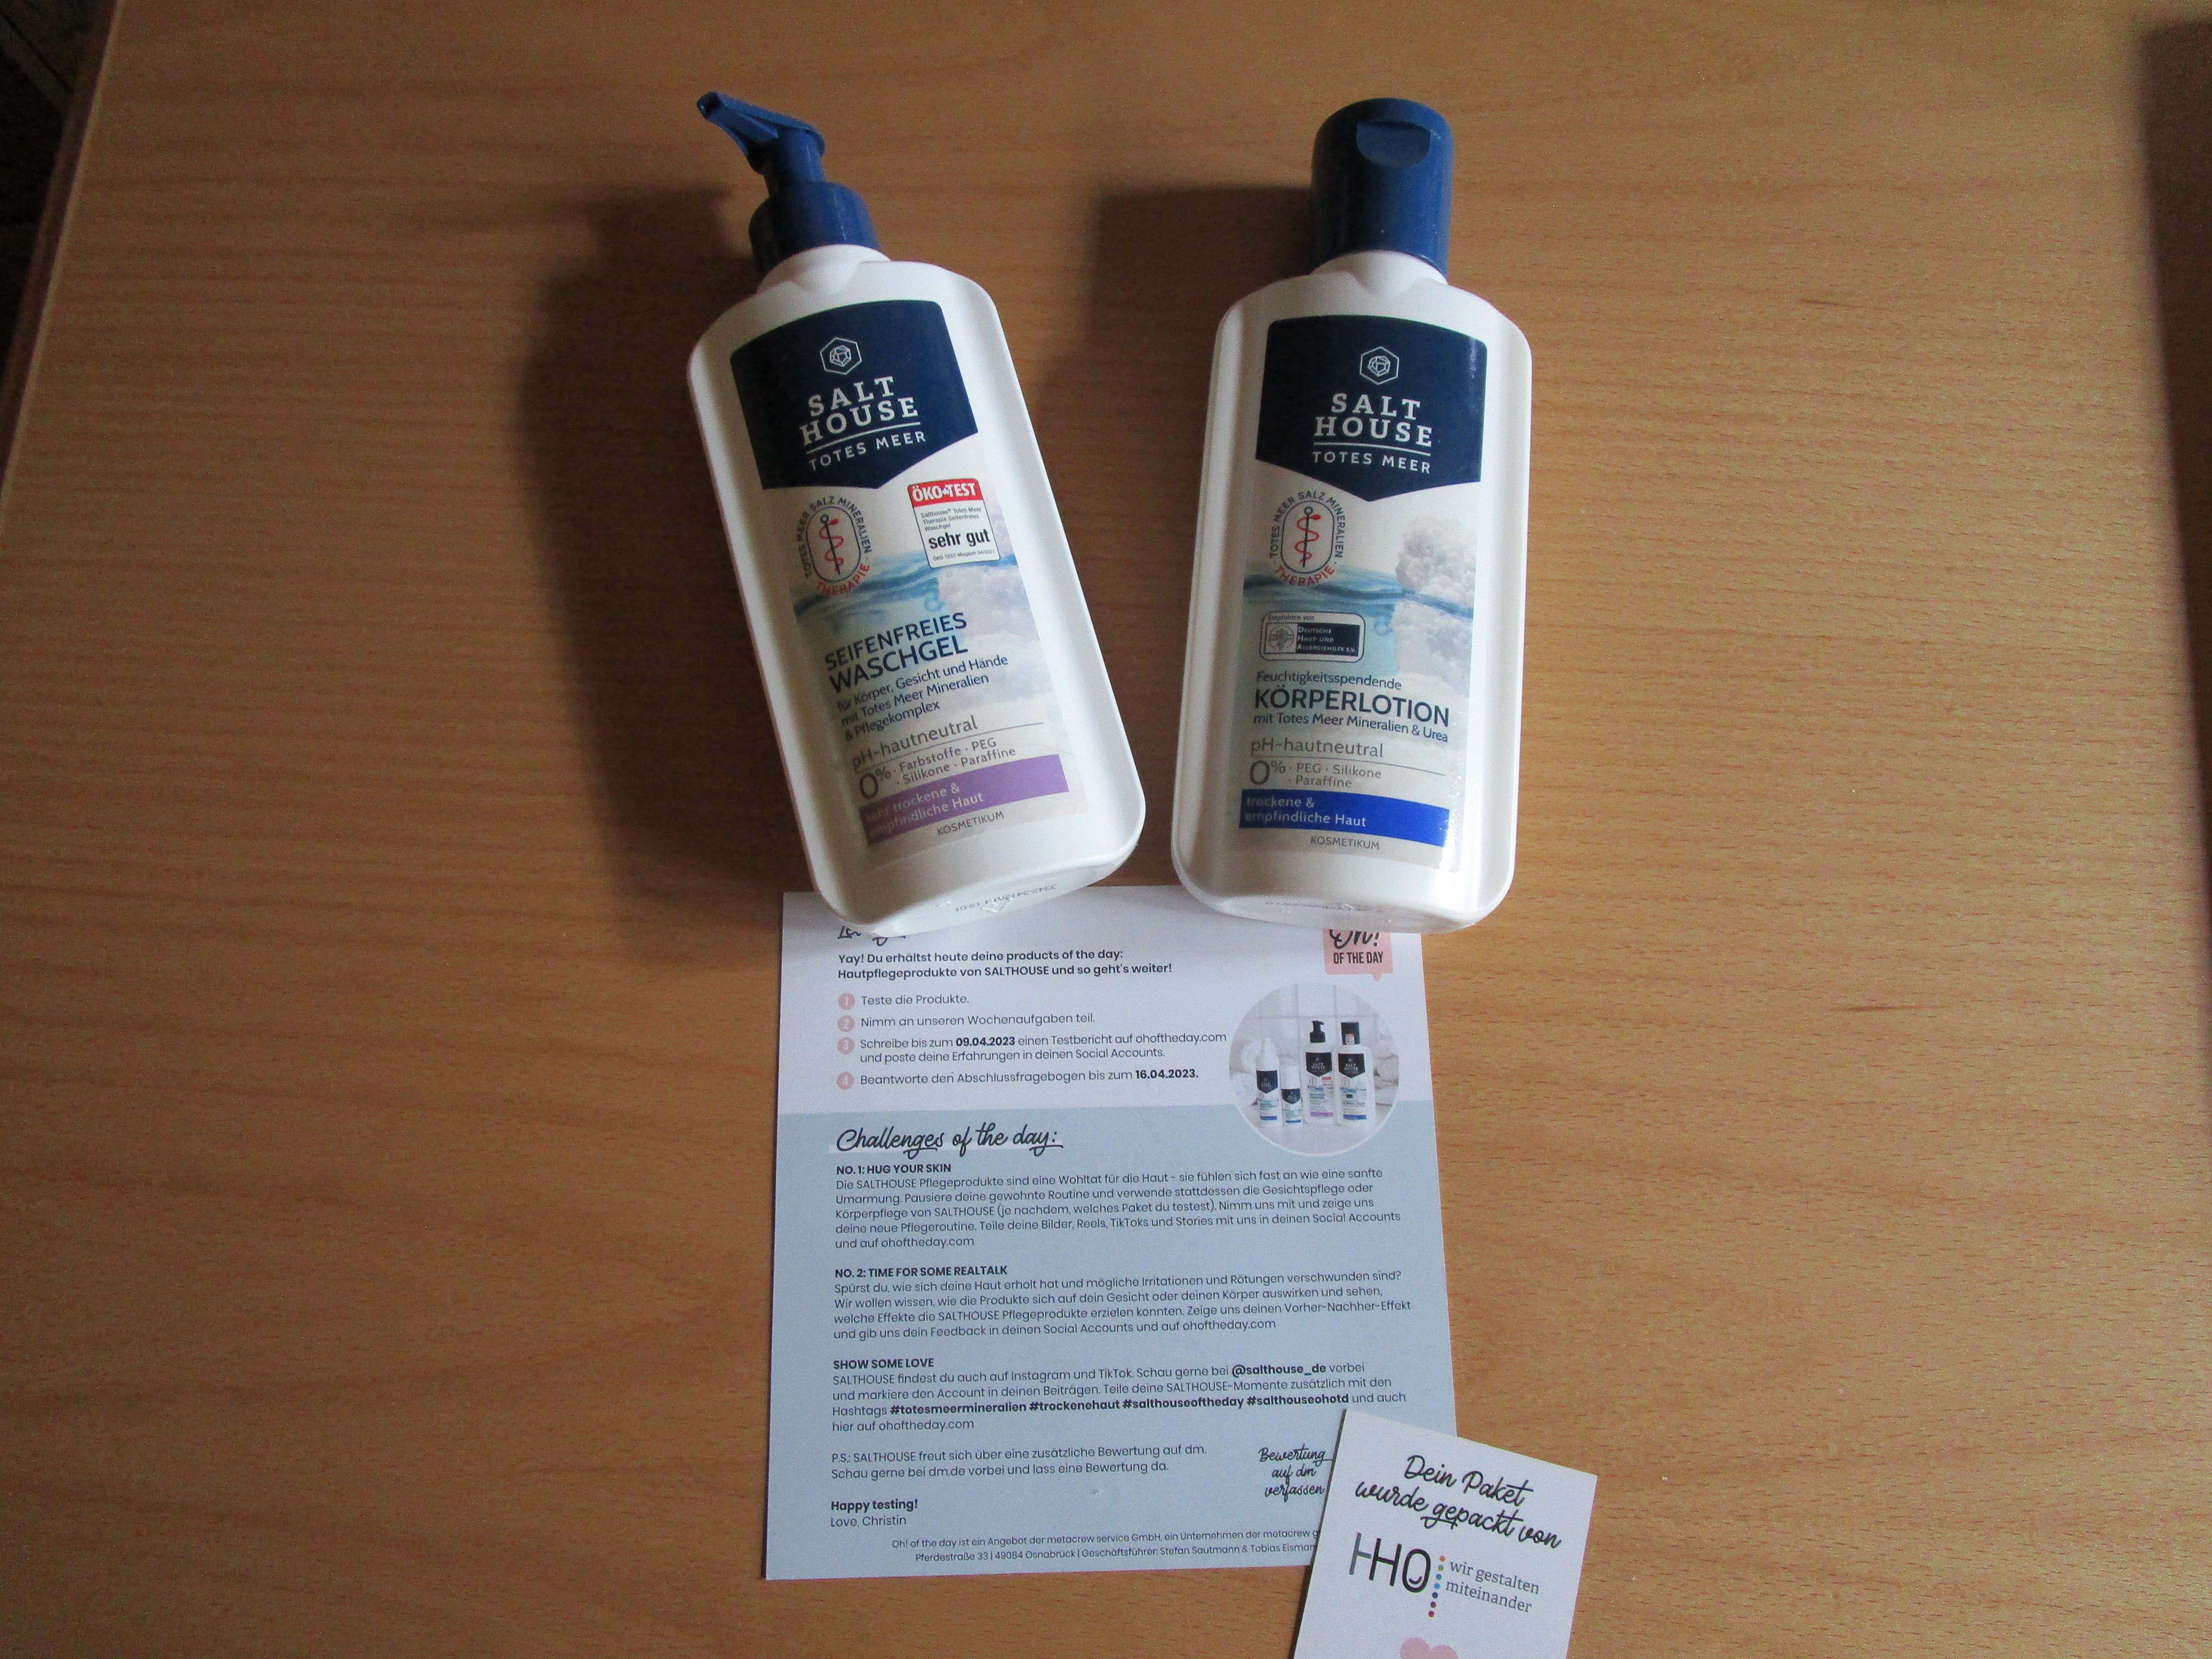 SALT
HOUSE
TOTES MEER
TOTES MEER SALZ MINERALIEN
THERAPIE
ÖKO-TEST
Salthouse® Totes Meer
Therapie Seifenfreies
Waschgel
sehr gut
SEIFENFREIES
WASCHGEL
für Körper, Gesicht und Hände
mit Totes Meer Mineralien
& Pflegekomplex
pH-hautneutral
0% · Farbstoffe · PEG
· Silikone · Paraffine
sehr trockene &
empfindliche Haut
KOSMETIKUM
SALT
HOUSE
TOTES MEER
TOTES MEER SALZ MINERALIEN
THERAPIE
Empfohlen von
DEUTSCHE
HAUT- UND
ALLERGIEHILFE E.V.
Feuchtigkeitsspendende
KÖRPERLOTION
mit Totes Meer Mineralien & Urea
pH-hautneutral
0% · PEG · Silikone
· Paraffine
trockene &
empfindliche Haut
KOSMETIKUM
Oh!
OF THE DAY
Yay! Du erhältst heute deine products of the day:
Hautpflegeprodukte von SALTHOUSE und so geht's weiter!
1 Teste die Produkte.
2 Nimm an unseren Wochenaufgaben teil.
3 Schreibe bis zum 09.04.2023 einen Testbericht auf ohoftheday.com
und poste deine Erfahrungen in deinen Social Accounts.
4 Beantworte den Abschlussfragebogen bis zum 16.04.2023.
Challenges of the day:
NO. 1: HUG YOUR SKIN
Die SALTHOUSE Pflegeprodukte sind eine Wohltat für die Haut - sie fühlen sich fast an wie eine sanfte
Umarmung. Pausiere deine gewohnte Routine und verwende stattdessen die Gesichtspflege oder
Körperpflege von SALTHOUSE (je nachdem, welches Paket du testest). Nimm uns mit und zeige uns
deine neue Pflegeroutine. Teile deine Bilder, Reels, TikToks und Stories mit uns in deinen Social Accounts
und auf ohoftheday.com
NO. 2: TIME FOR SOME REALTALK
Spürst du, wie sich deine Haut erholt hat und mögliche Irritationen und Rötungen verschwunden sind?
Wir wollen wissen, wie die Produkte sich auf dein Gesicht oder deinen Körper auswirken und sehen,
welche Effekte die SALTHOUSE Pflegeprodukte erzielen konnten. Zeige uns deinen Vorher-Nachher-Effekt
und gib uns dein Feedback in deinen Social Accounts und auf ohoftheday.com
SHOW SOME LOVE
SALTHOUSE findest du auch auf Instagram und TikTok. Schau gerne bei @salthouse_de vorbei
und markiere den Account in deinen Beiträgen. Teile deine SALTHOUSE-Momente zusätzlich mit den
Hashtags #totesmeermineralien #trockenehaut #salthouseoftheday #salthouseohotd und auch
hier auf ohoftheday.com
P.S.: SALTHOUSE freut sich über eine zusätzliche Bewertung auf dm.
Schau gerne bei dm.de vorbei und lass eine Bewertung da.
Bewertung
auf dm
verfassen
Happy testing!
Love, Christin
Oh! of the day ist ein Angebot der metacrew service GmbH, ein Unternehmen der metacrew g
Pferdestraße 33 | 49084 Osnabrück | Geschäftsführer: Stefan Sautmann & Tobias Eisman
Dein Paket
wurde gepackt von
HHO
wir gestalten
miteinander